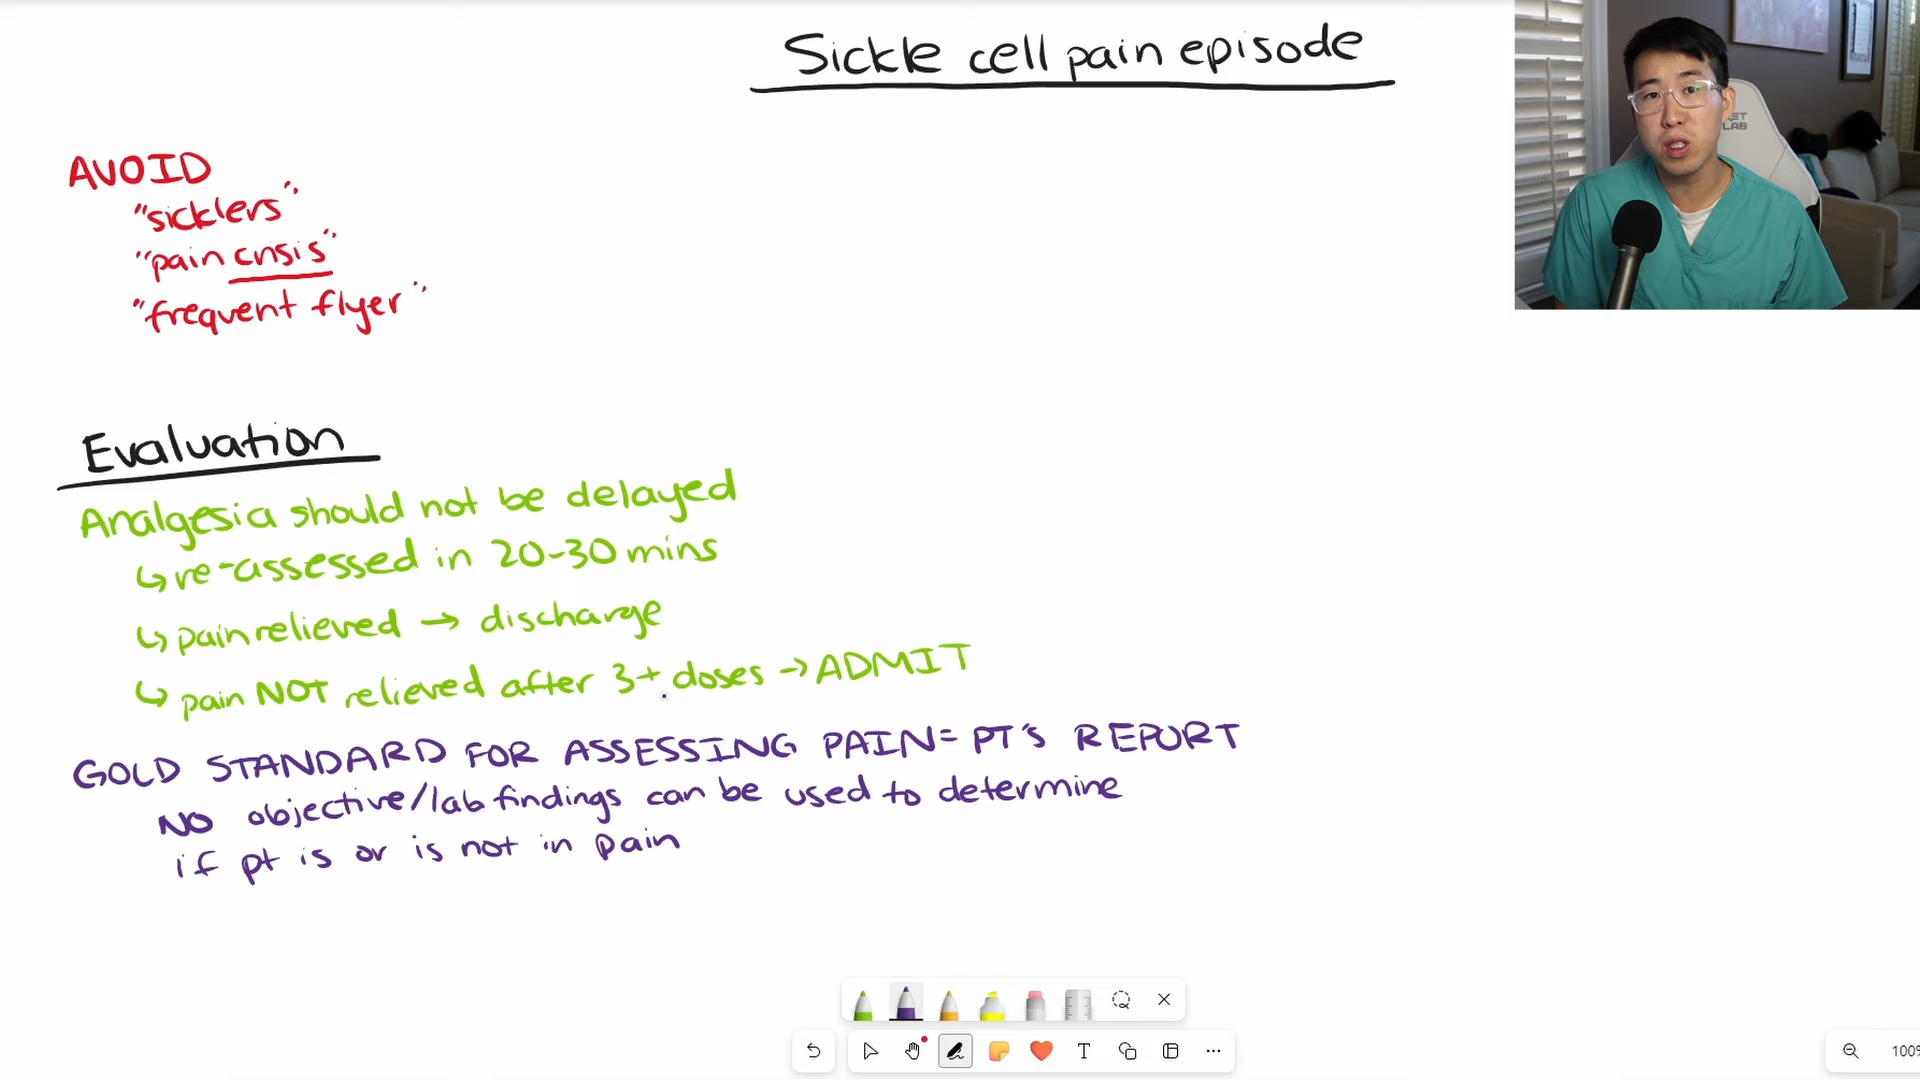 Sickle cell pain episode
AVOID
"sicklers"
"pain crisis"
"frequent flyer"
Evaluation
Analgesia should not be delayed
↳ re-assessed in 20-30 mins
↳ pain relieved → discharge
↳ pain NOT relieved after 3+ doses → ADMIT
GOLD STANDARD FOR ASSESSING PAIN = PT'S REPORT
NO objective/lab findings can be used to determine
if pt is or is not in pain
T
100%